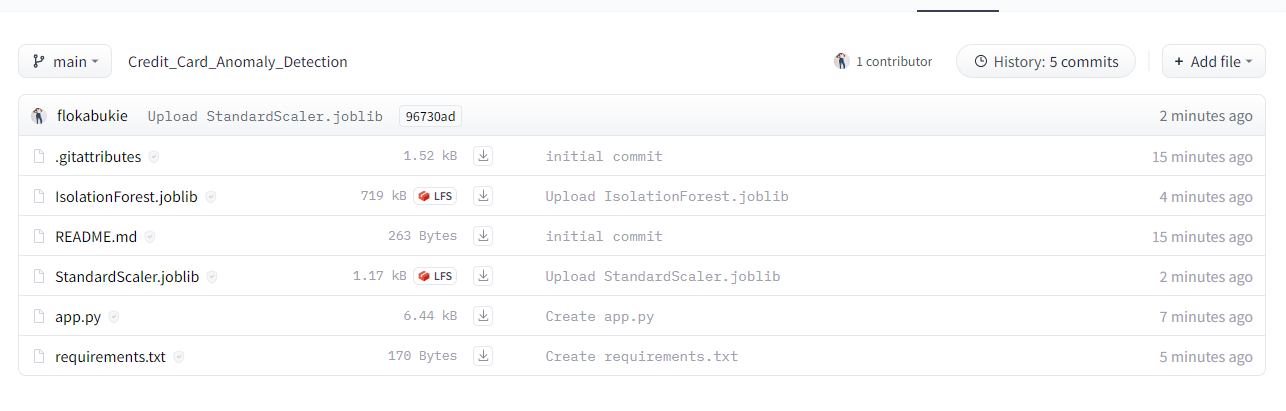 main Credit_Card_Anomaly_Detection 1 contributor History: 5 commits + Add file
flokabukie Upload StandardScaler.joblib 96730ad 2 minutes ago
.gitattributes 1.52 kB initial commit 15 minutes ago
IsolationForest.joblib 719 kB LFS Upload IsolationForest.joblib 4 minutes ago
README.md 263 Bytes initial commit 15 minutes ago
StandardScaler.joblib 1.17 kB LFS Upload StandardScaler.joblib 2 minutes ago
app.py 6.44 kB Create app.py 7 minutes ago
requirements.txt 170 Bytes Create requirements.txt 5 minutes ago